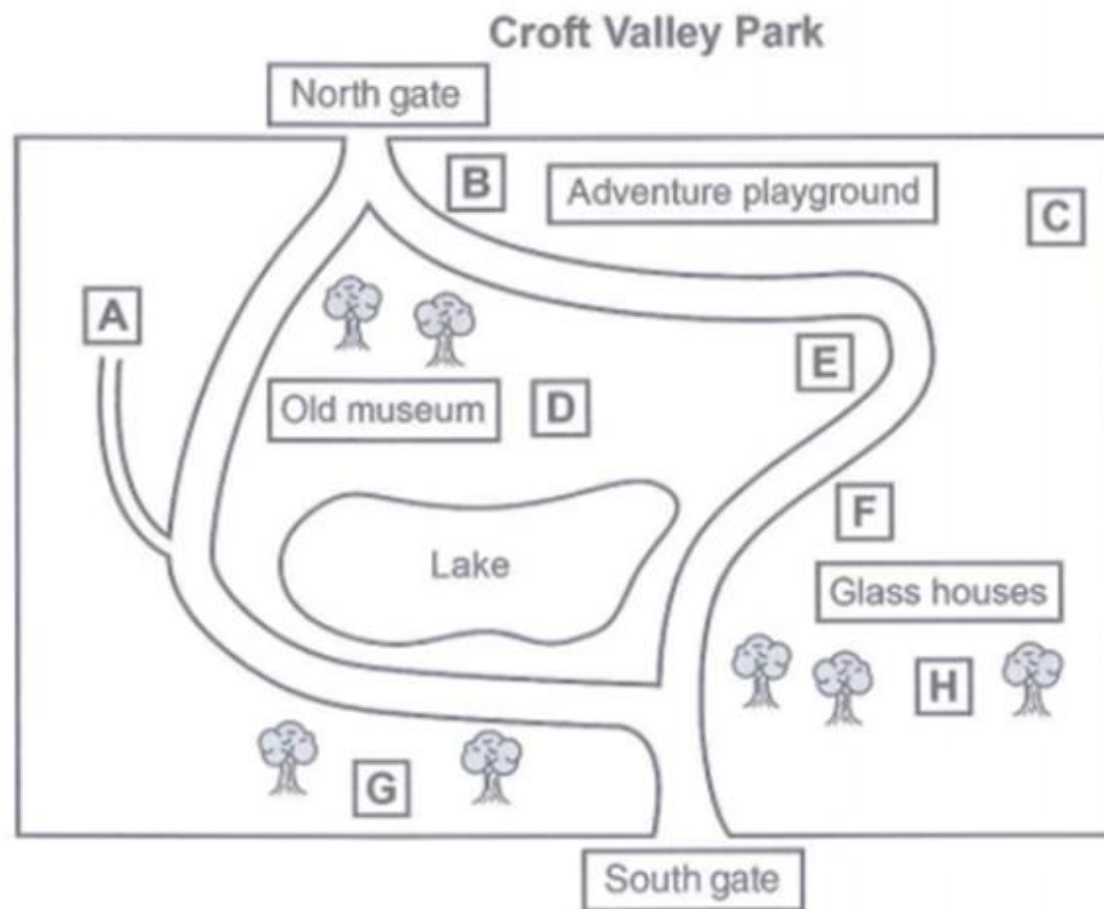 Croft Valley Park
North gate
B
Adventure playground
C
A
E
Old museum
D
F
Lake
Glass houses
H
G
South gate